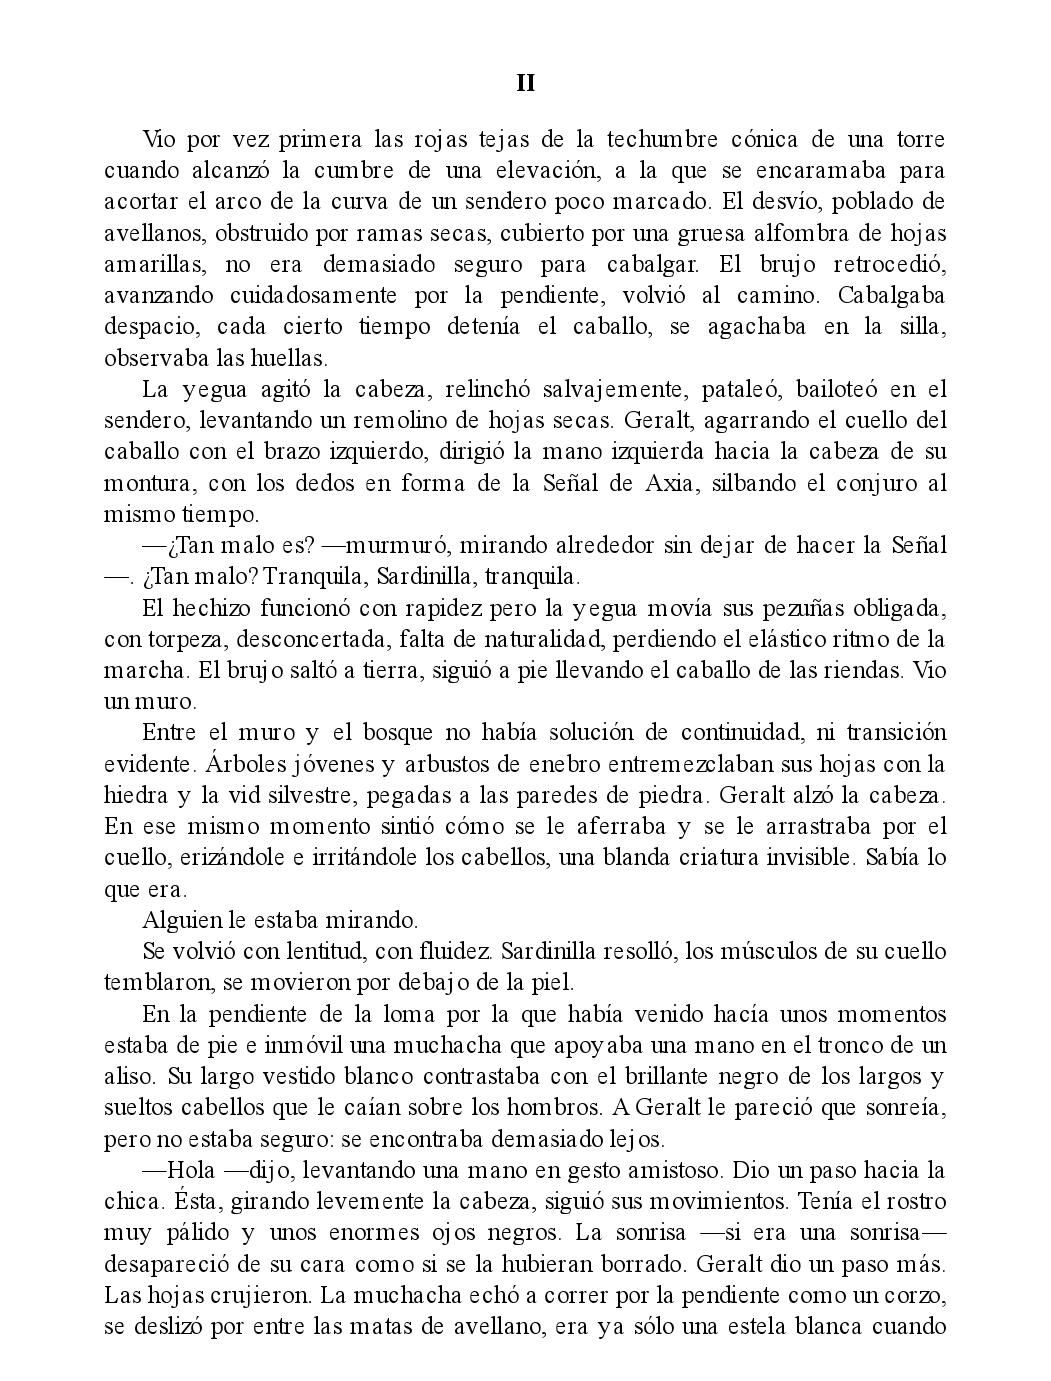 II
Vio por vez primera las rojas tejas de la techumbre cónica de una torre
cuando alcanzó la cumbre de una elevación, a la que se encaramaba para
acortar el arco de la curva de un sendero poco marcado. El desvío, poblado de
avellanos, obstruido por ramas secas, cubierto por una gruesa alfombra de hojas
amarillas, no era demasiado seguro para cabalgar. El brujo retrocedió,
avanzando cuidadosamente por la pendiente, volvió al camino. Cabalgaba
despacio, cada cierto tiempo detenía el caballo, se agachaba en la silla,
observaba las huellas.
La yegua agitó la cabeza, relinchó salvajemente, pataleó, bailoteó en el
sendero, levantando un remolino de hojas secas. Geralt, agarrando el cuello del
caballo con el brazo izquierdo, dirigió la mano izquierda hacia la cabeza de su
montura, con los dedos en forma de la Señal de Axia, silbando el conjuro al
mismo tiempo.
—¿Tan malo es? —murmuró, mirando alrededor sin dejar de hacer la Señal
—. ¿Tan malo? Tranquila, Sardinilla, tranquila.
El hechizo funcionó con rapidez pero la yegua movía sus pezuñas obligada,
con torpeza, desconcertada, falta de naturalidad, perdiendo el elástico ritmo de la
marcha. El brujo saltó a tierra, siguió a pie llevando el caballo de las riendas. Vio
un muro.
Entre el muro y el bosque no había solución de continuidad, ni transición
evidente. Árboles jóvenes y arbustos de enebro entremezclaban sus hojas con la
hiedra y la vid silvestre, pegadas a las paredes de piedra. Geralt alzó la cabeza.
En ese mismo momento sintió cómo se le aferraba y se le arrastraba por el
cuello, erizándole e irritándole los cabellos, una blanda criatura invisible. Sabía lo
que era.
Alguien le estaba mirando.
Se volvió con lentitud, con fluidez. Sardinilla resolló, los músculos de su cuello
temblaron, se movieron por debajo de la piel.
En la pendiente de la loma por la que había venido hacía unos momentos
estaba de pie e inmóvil una muchacha que apoyaba una mano en el tronco de un
aliso. Su largo vestido blanco contrastaba con el brillante negro de los largos y
sueltos cabellos que le caían sobre los hombros. A Geralt le pareció que sonreía,
pero no estaba seguro: se encontraba demasiado lejos.
—Hola —dijo, levantando una mano en gesto amistoso. Dio un paso hacia la
chica. Ésta, girando levemente la cabeza, siguió sus movimientos. Tenía el rostro
muy pálido y unos enormes ojos negros. La sonrisa —si era una sonrisa—
desapareció de su cara como si se la hubieran borrado. Geralt dio un paso más.
Las hojas crujieron. La muchacha echó a correr por la pendiente como un corzo,
se deslizó por entre las matas de avellano, era ya sólo una estela blanca cuando